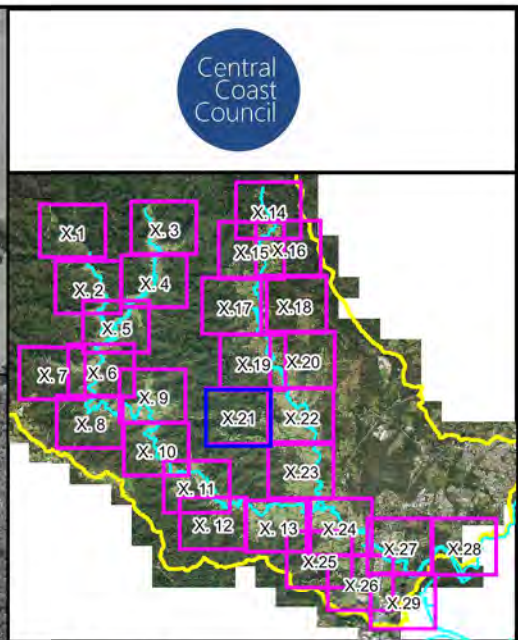 Central
Coast
Council
X.1
X. 3
X.14
X.15
X.16
X. 2
X. 4
X.17
X.18
X. 5
X. 7
X. 6
X.19
X.20
X. 9
X. 8
X.21
X.22
X. 10
X.23
X. 11
X. 12
X. 13
X.24
X.27
X.28
X.25
X.26
X.29